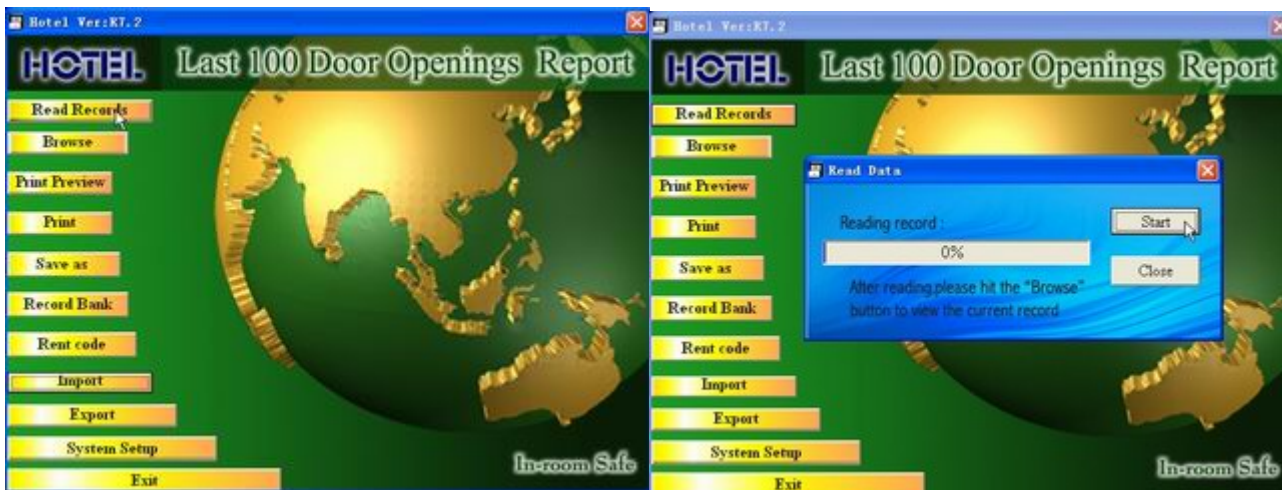 Hotel Ver:K7.2
HOTEL Last 100 Door Openings Report
Read Records
Browse
Print Preview
Print
Save as
Record Bank
Rent code
Import
Export
System Setup
Exit
In-room Safe
Hotel Ver:K7.2
HOTEL Last 100 Door Openings Report
Read Records
Browse
Print Preview
Print
Save as
Record Bank
Rent code
Import
Export
System Setup
Exit
Read Data
Reading record :
0%
Start
Close
After reading,please hit the "Browse"
button to view the current record
In-room Safe